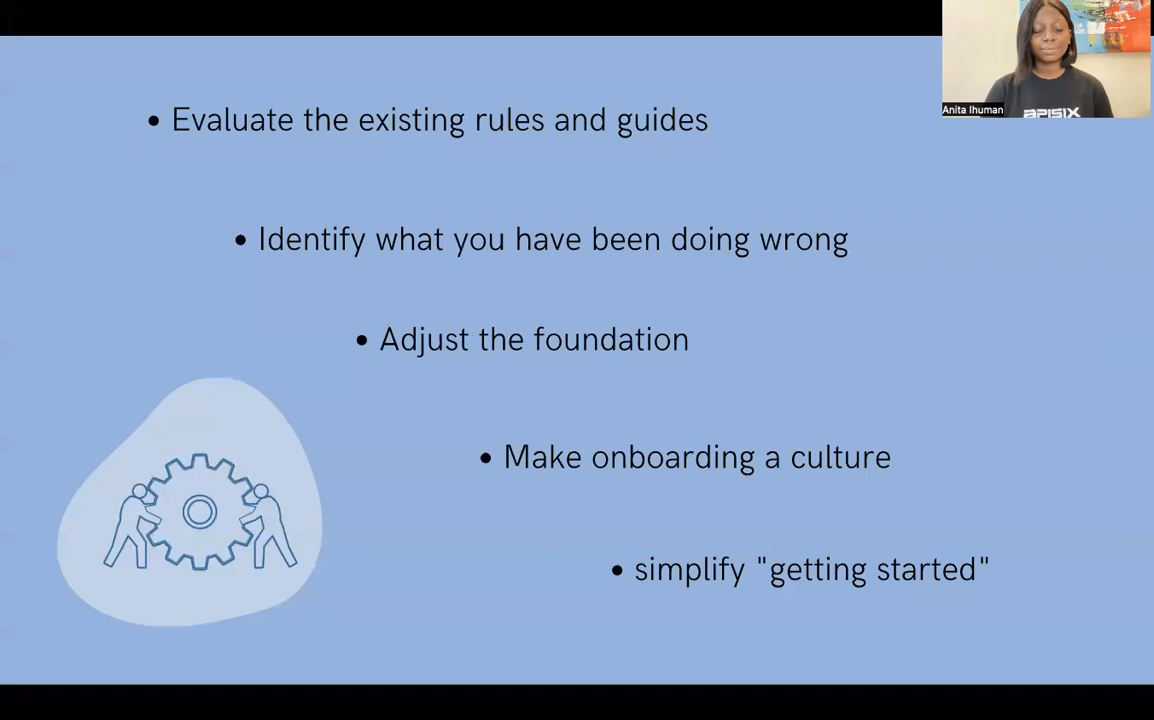 Anita Ihuman
APISIX
• Evaluate the existing rules and guides
• Identify what you have been doing wrong
• Adjust the foundation
• Make onboarding a culture
• simplify "getting started"